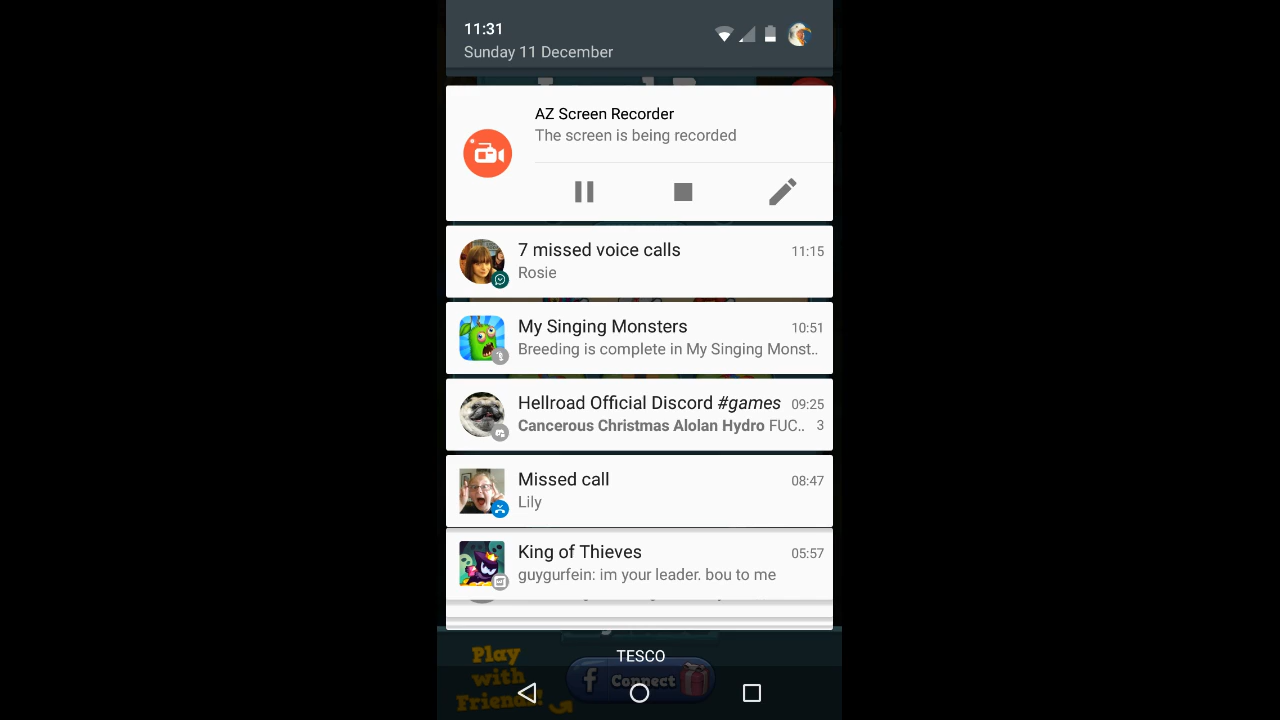 11:31
Sunday 11 December
AZ Screen Recorder
The screen is being recorded
7 missed voice calls 11:15
Rosie
My Singing Monsters 10:51
Breeding is complete in My Singing Monst..
Hellroad Official Discord #games 09:25
Cancerous Christmas Alolan Hydro FUC.. 3
Missed call 08:47
Lily
King of Thieves 05:57
guygurfein: im your leader. bou to me
TESCO
Play
with
Friends!
f Connect